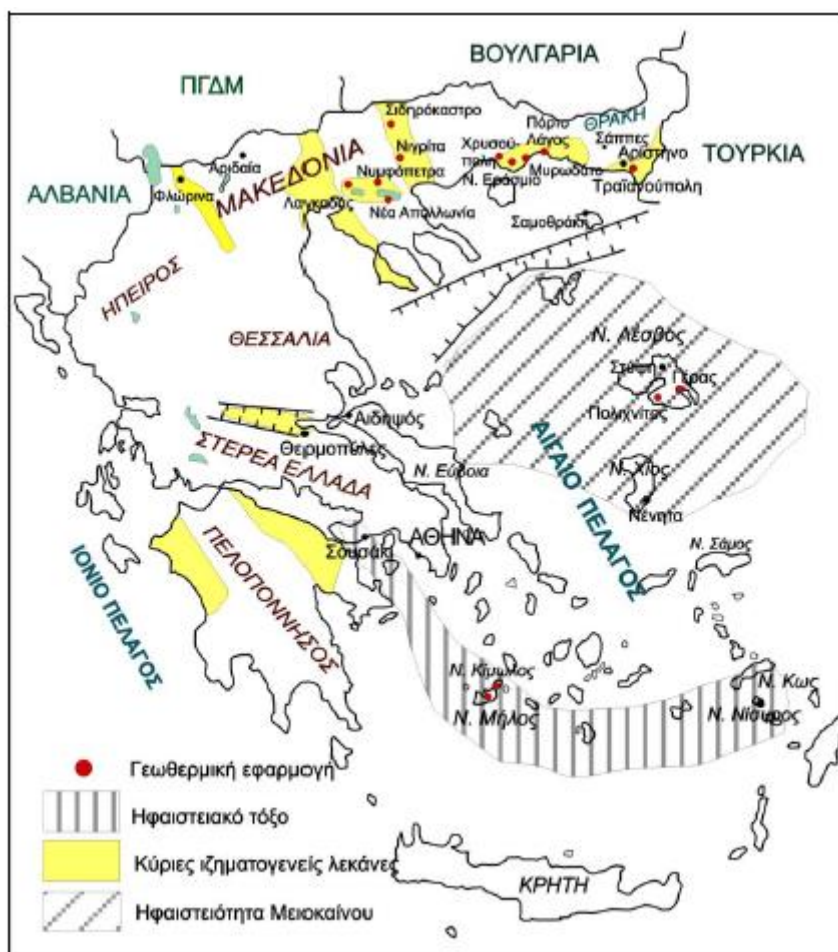 ΒΟΥΛΓΑΡΙΑ
ΠΓΔΜ
Σιδηρόκαστρο
Πόρτο
Λάγος
ΘΡΑΚΗ
Σάππες
Χρυσού-
πολη
Νιγρίτα
Αριδαία
Αρίστηνο
ΤΟΥΡΚΙΑ
ΜΑΚΕΔΟΝΙΑ
Νυμφόπετρα
Ν. Εράσμιο
Μυρωδάτο
Τραϊανούπολη
ΑΛΒΑΝΙΑ
Φλώρινα
Λαγκαδάς
Νέα Απολλωνία
Σαμοθράκη
ΗΠΕΙΡΟΣ
ΘΕΣΣΑΛΙΑ
Ν. Λέσβος
Στύψη
Γέρας
Πολιχνίτος
Αιδηψός
Θερμοπύλες
ΣΤΕΡΕΑ ΕΛΛΑΔΑ
Ν. Εύβοια
ΑΙΓΑΙΟ ΠΕΛΑΓΟΣ
Ν. Χίος
Νένητα
ΑΘΗΝΑ
Σουσάκι
Ν. Σάμος
ΙΟΝΙΟ ΠΕΛΑΓΟΣ
ΠΕΛΟΠΟΝΝΗΣΟΣ
Ν. Κίμωλος
Ν. Μήλος
Ν. Κως
Ν. Νίσυρος
Γεωθερμική εφαρμογή
Ηφαιστειακό τόξο
Κύριες ιζηματογενείς λεκάνες
Ηφαιστειότητα Μειοκαίνου
ΚΡΗΤΗ